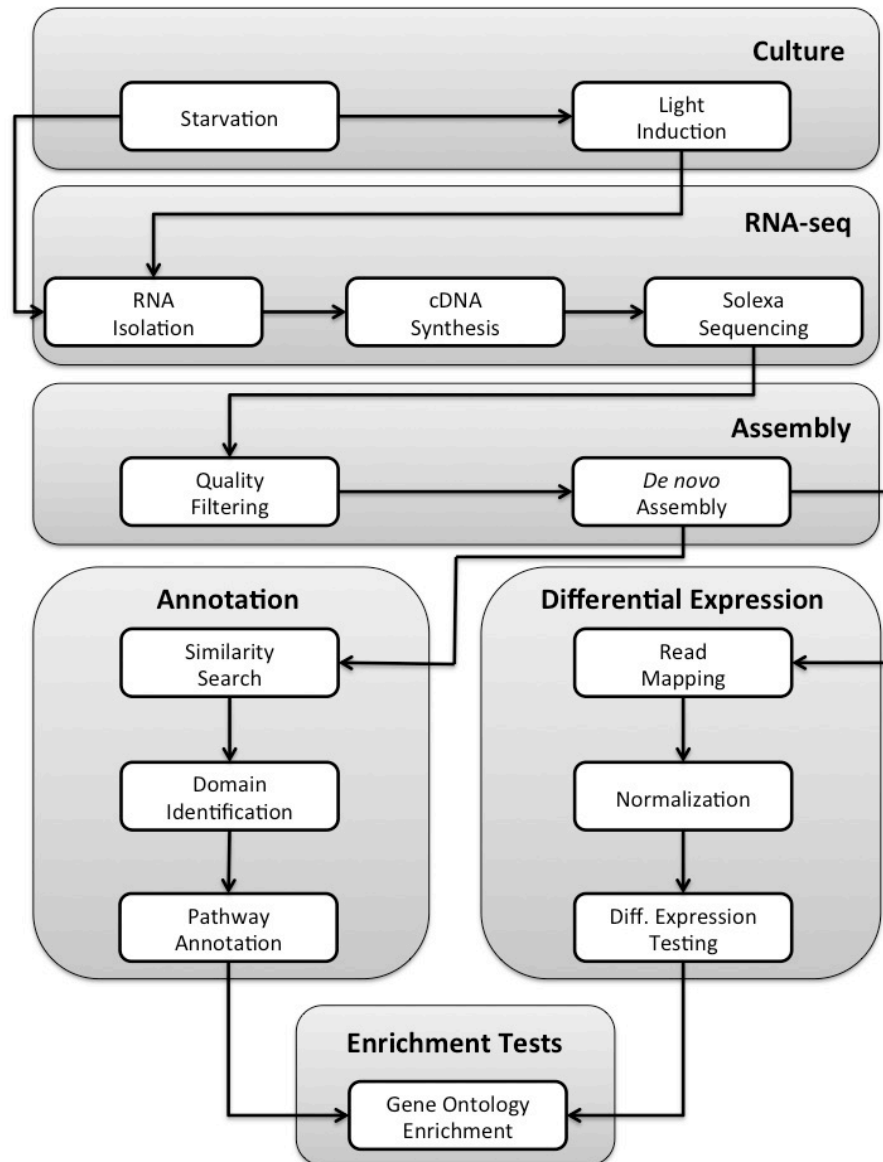 Culture
Starvation
Light
Induction
RNA-seq
RNA
Isolation
cDNA
Synthesis
Solexa
Sequencing
Assembly
Quality
Filtering
De novo
Assembly
Annotation
Similarity
Search
Domain
Identification
Pathway
Annotation
Differential Expression
Read
Mapping
Normalization
Diff. Expression
Testing
Enrichment Tests
Gene Ontology
Enrichment